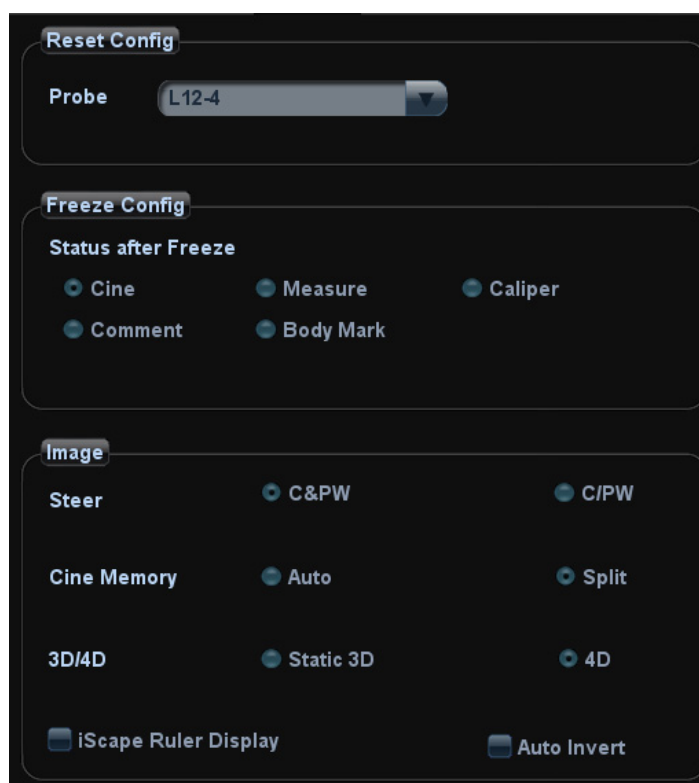 Reset Config
Probe L12-4
Freeze Config
Status after Freeze
Cine Measure Caliper
Comment Body Mark
Image
Steer C&PW C/PW
Cine Memory Auto Split
3D/4D Static 3D 4D
iScape Ruler Display Auto Invert